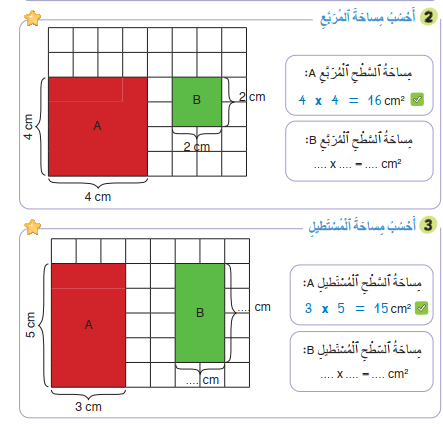 2 أَحْسُبُ مِساحَةَ ٱلْمُرَبَّعِ
مِساحَةُ ٱلسَّطْحِ ٱلْمُرَبَّعِ A:
4 x 4 = 16 cm²
مِساحَةُ ٱلسَّطْحِ ٱلْمُرَبَّعِ B:
.... x .... = .... cm²
4 cm
A
4 cm
B
2 cm
2 cm
3 أَحْسُبُ مِساحَةَ ٱلْمُسْتَطيلِ
مِساحَةُ ٱلسَّطْحِ ٱلْمُسْتَطيلِ A:
3 x 5 = 15 cm²
مِساحَةُ ٱلسَّطْحِ ٱلْمُسْتَطيلِ B:
.... x .... = .... cm²
5 cm
A
3 cm
B
.... cm
.... cm